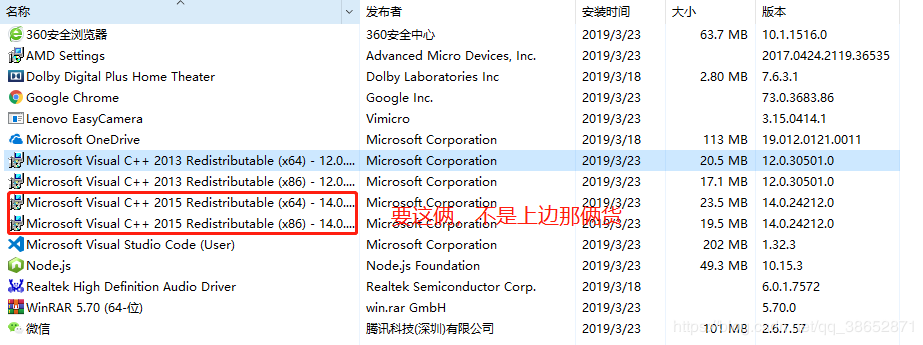 名称 发布者 安装时间 大小 版本
360安全浏览器 360安全中心 2019/3/23 63.7 MB 10.1.1516.0
AMD Settings Advanced Micro Devices, Inc. 2019/3/23 2017.0424.2119.36535
Dolby Digital Plus Home Theater Dolby Laboratories Inc 2019/3/18 2.80 MB 7.6.3.1
Google Chrome Google Inc. 2019/3/23 73.0.3683.86
Lenovo EasyCamera Vimicro 2019/3/23 3.15.0414.1
Microsoft OneDrive Microsoft Corporation 2019/3/18 113 MB 19.012.0121.0011
Microsoft Visual C++ 2013 Redistributable (x64) - 12.0.... Microsoft Corporation 2019/3/23 20.5 MB 12.0.30501.0
Microsoft Visual C++ 2013 Redistributable (x86) - 12.0.... Microsoft Corporation 2019/3/23 17.1 MB 12.0.30501.0
Microsoft Visual C++ 2015 Redistributable (x64) - 14.0.... Microsoft Corporation 2019/3/23 23.5 MB 14.0.24212.0
要这俩，不是上边那俩货
Microsoft Visual C++ 2015 Redistributable (x86) - 14.0.... Microsoft Corporation 2019/3/23 19.5 MB 14.0.24212.0
Microsoft Visual Studio Code (User) Microsoft Corporation 2019/3/23 202 MB 1.32.3
Node.js Node.js Foundation 2019/3/23 49.3 MB 10.15.3
Realtek High Definition Audio Driver Realtek Semiconductor Corp. 2019/3/18 6.0.1.7572
WinRAR 5.70 (64-位) win.rar GmbH 2019/3/23 5.70.0
微信 腾讯科技(深圳)有限公司 2019/3/23 101 MB 2.6.7.57